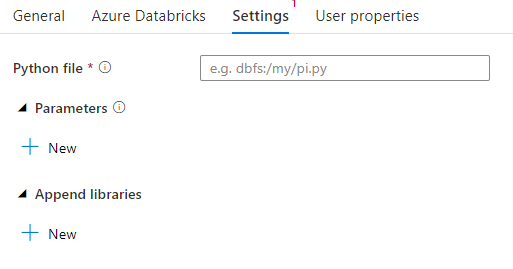 General Azure Databricks Settings 1 User properties
Python file * e.g. dbfs:/my/pi.py
Parameters
New
Append libraries
New